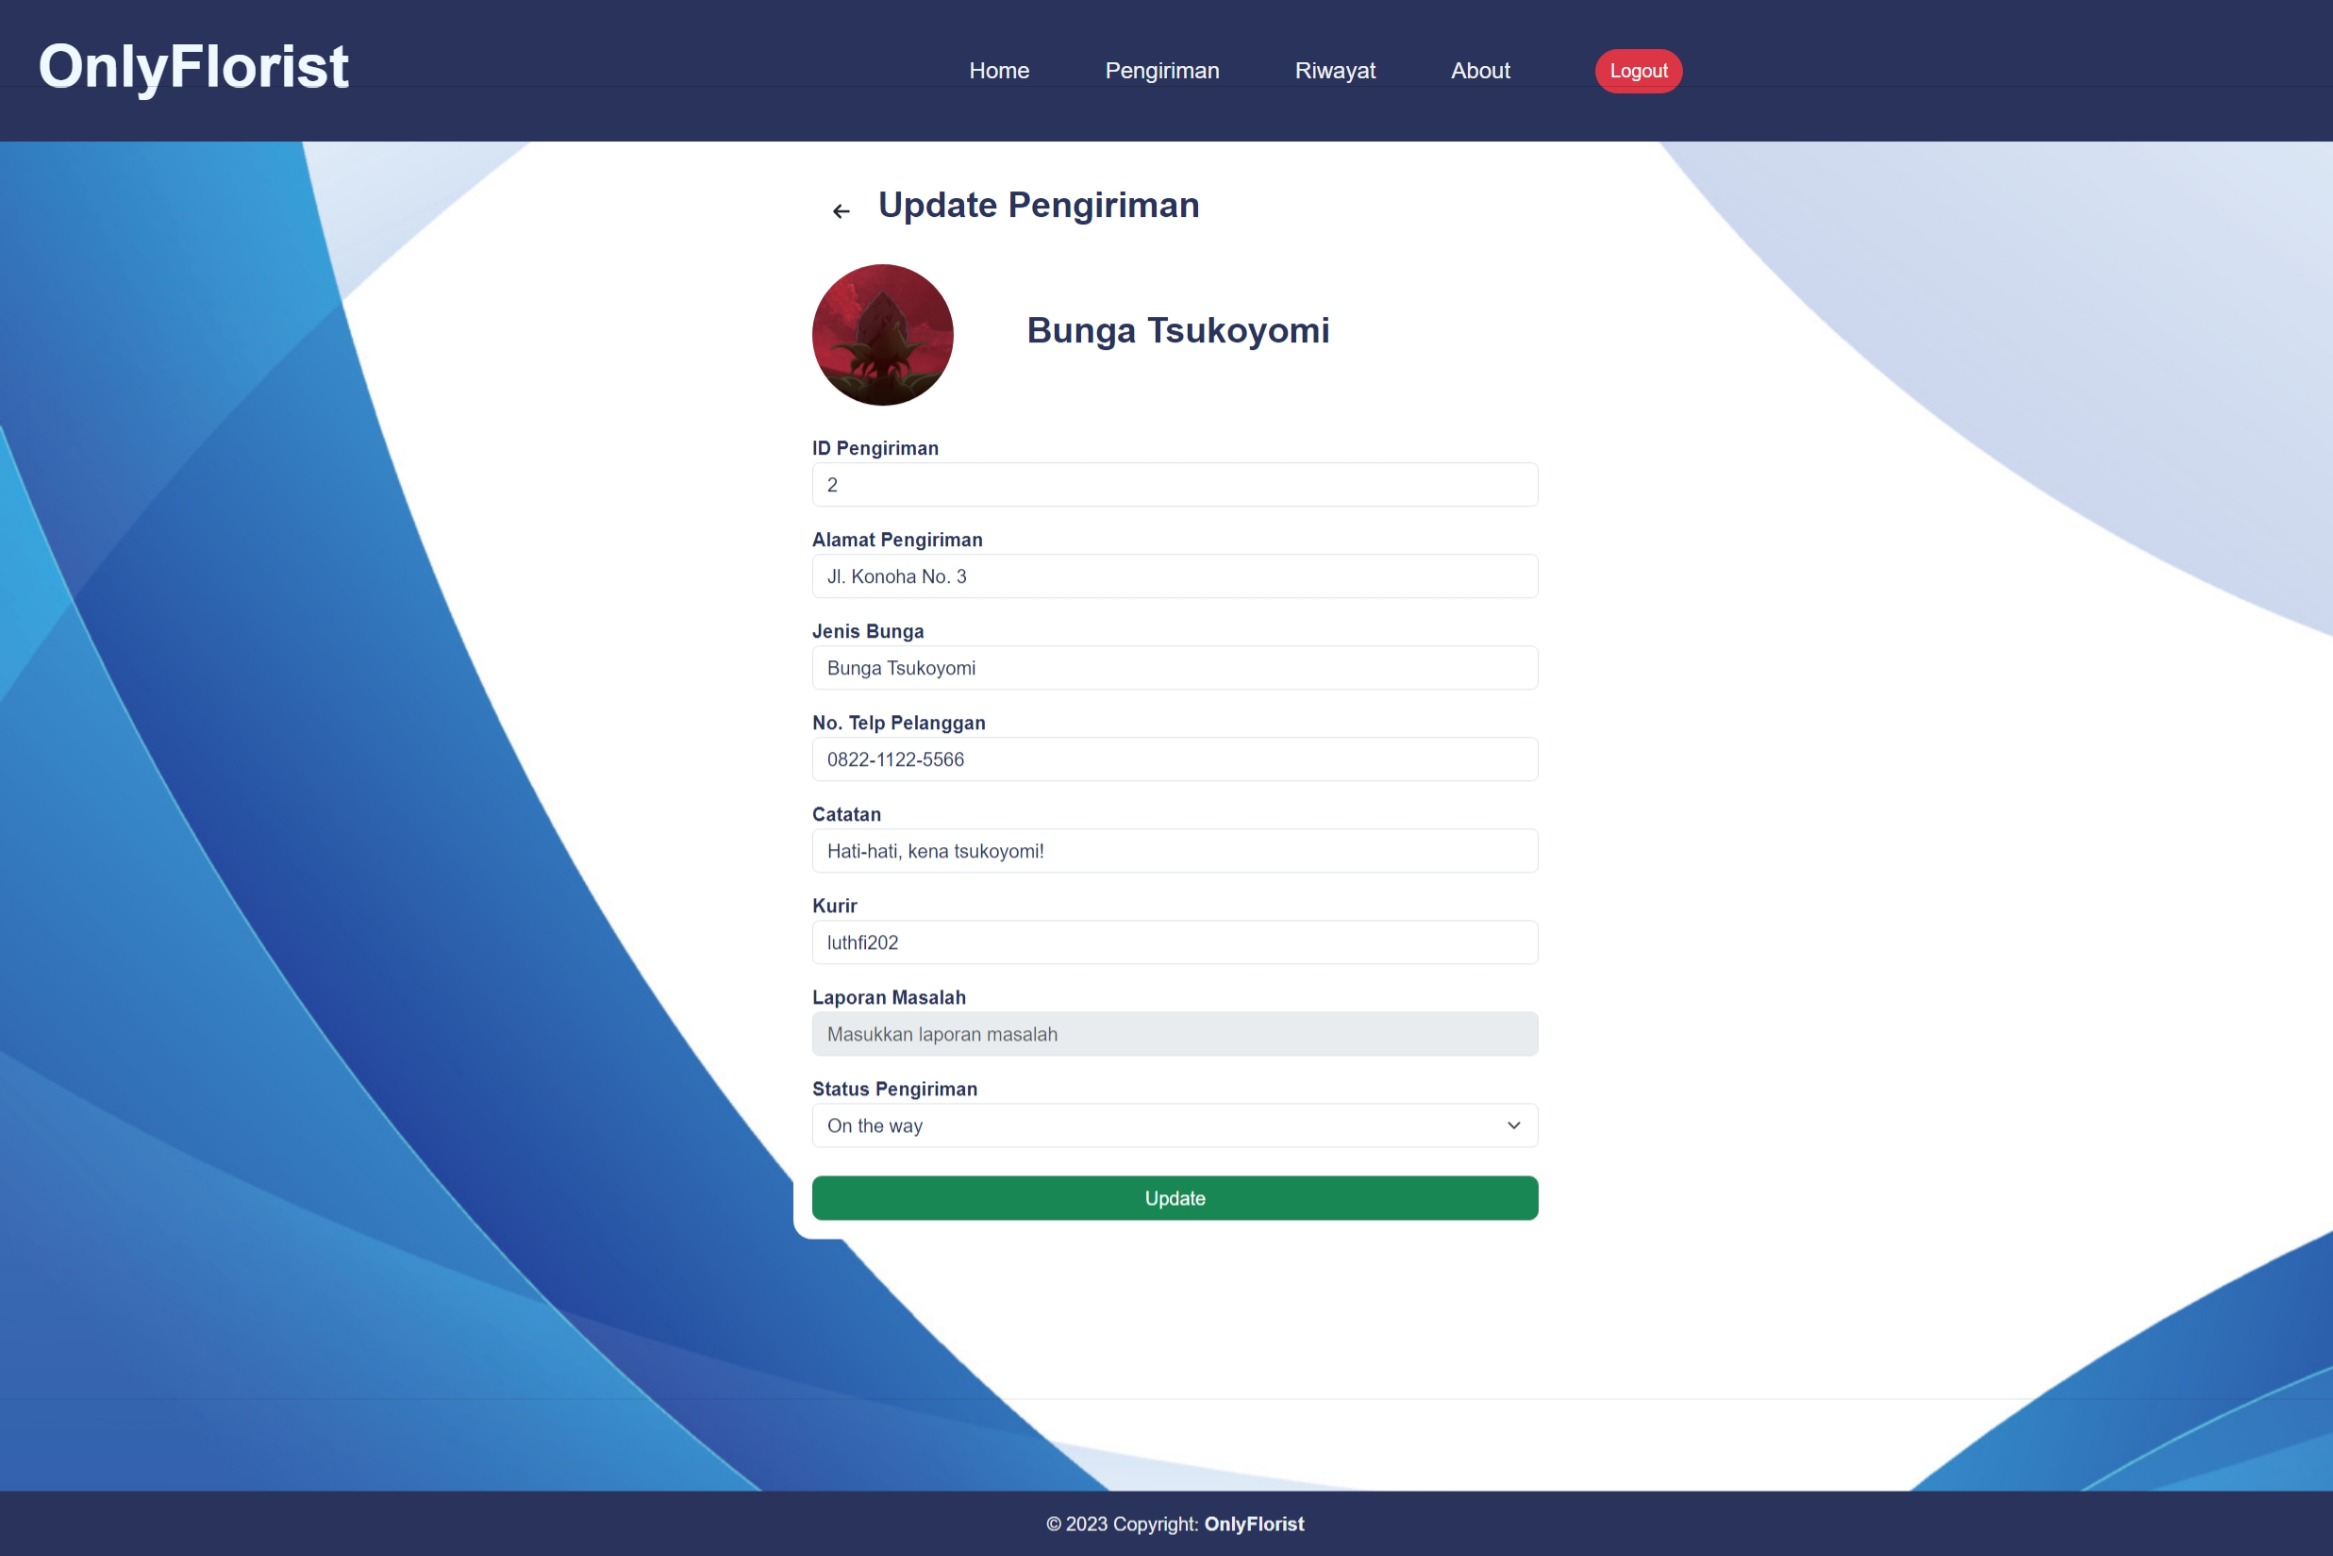 OnlyFlorist
Home Pengiriman Riwayat About Logout
Update Pengiriman
Bunga Tsukoyomi
ID Pengiriman
2
Alamat Pengiriman
Jl. Konoha No. 3
Jenis Bunga
Bunga Tsukoyomi
No. Telp Pelanggan
0822-1122-5566
Catatan
Hati-hati, kena tsukoyomi!
Kurir
luthfi202
Laporan Masalah
Masukkan laporan masalah
Status Pengiriman
On the way
Update
© 2023 Copyright: OnlyFlorist